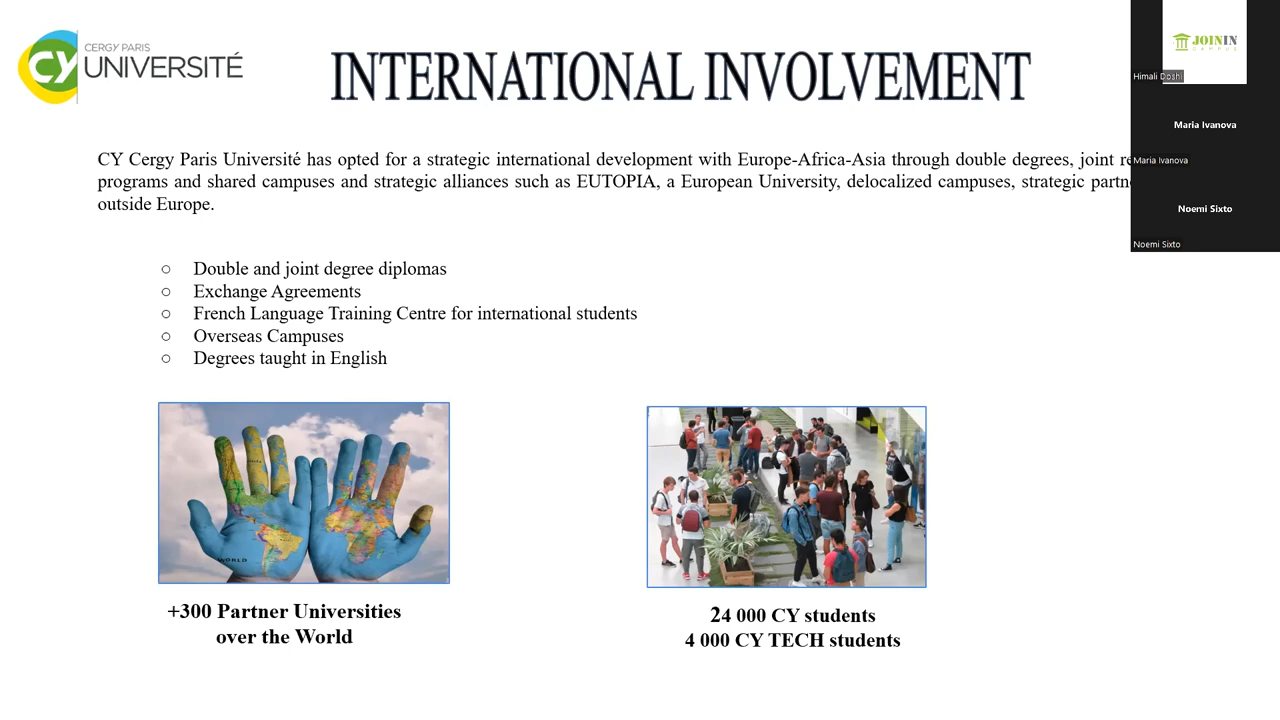 CY
CERGY PARIS
UNIVERSITÉ
INTERNATIONAL INVOLVEMENT
CY Cergy Paris Université has opted for a strategic international development with Europe-Africa-Asia through double degrees, joint
programs and shared campuses and strategic alliances such as EUTOPIA, a European University, delocalized campuses, strategic
outside Europe.
○ Double and joint degree diplomas
○ Exchange Agreements
○ French Language Training Centre for international students
○ Overseas Campuses
○ Degrees taught in English
WORLD
+300 Partner Universities
over the World
24 000 CY students
4 000 CY TECH students
JOININ
CAMPUS
Himali Doshi
Maria Ivanova
Maria Ivanova
Noemi Sixto
Noemi Sixto